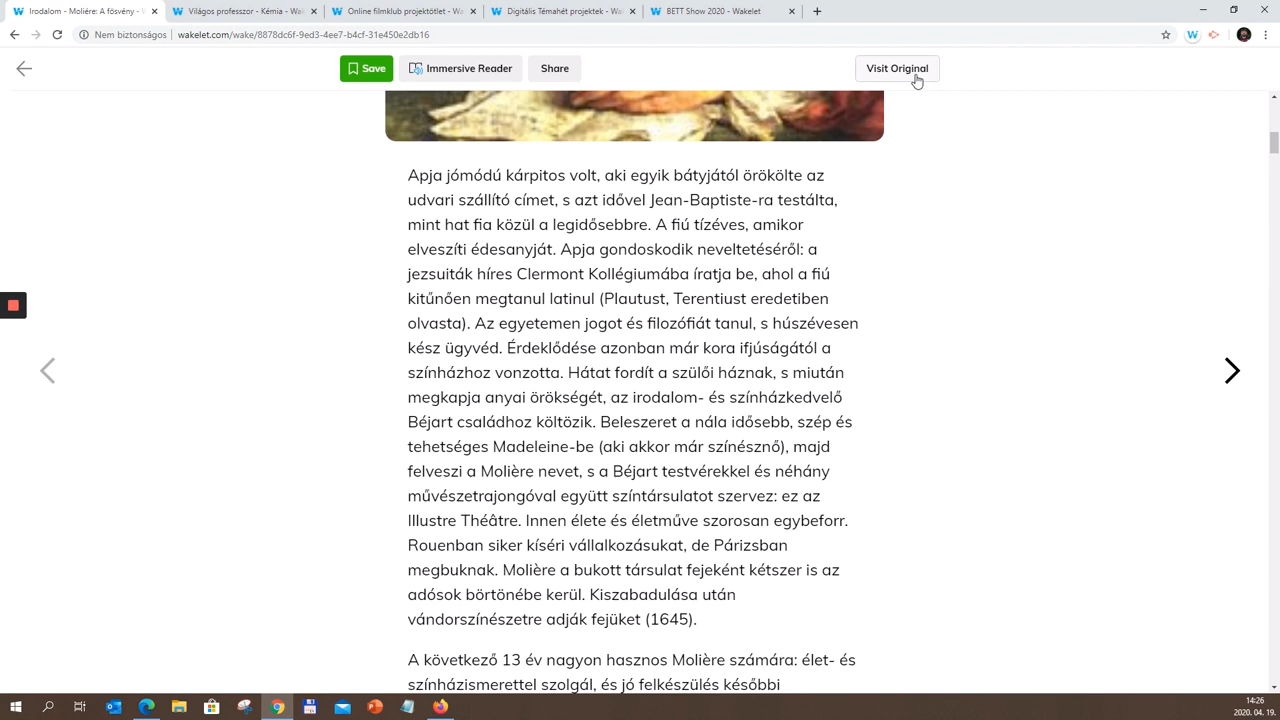 Irodalom - Molière: A fösvény - W
Világos professzor - Kémia - Wak
Online filmklub projektötlet - Wa
Digitális Témahét projektek - Wa
BETT Show 2020 - Wakelet
Nem biztonságos | wakelet.com/wake/8878dc6f-9ed3-4ee7-b4cf-31e450e2db16
Save
Immersive Reader
Share
Visit Original
Apja jómódú kárpitos volt, aki egyik bátyjától örökölte az
udvari szállító címet, s azt idővel Jean-Baptiste-ra testálta,
mint hat fia közül a legidősebbre. A fiú tízéves, amikor
elveszíti édesanyját. Apja gondoskodik neveltetéséről: a
jezsuiták híres Clermont Kollégiumába íratja be, ahol a fiú
kitűnően megtanul latinul (Plautust, Terentiust eredetiben
olvasta). Az egyetemen jogot és filozófiát tanul, s húszévesen
kész ügyvéd. Érdeklődése azonban már kora ifjúságától a
színházhoz vonzotta. Hátat fordít a szülői háznak, s miután
megkapja anyai örökségét, az irodalom- és színházkedvelő
Béjart családhoz költözik. Beleszeret a nála idősebb, szép és
tehetséges Madeleine-be (aki akkor már színésznő), majd
felveszi a Molière nevet, s a Béjart testvérekkel és néhány
művészetrajongóval együtt színtársulatot szervez: ez az
Illustre Théâtre. Innen élete és életműve szorosan egybeforr.
Rouenban siker kíséri vállalkozásukat, de Párizsban
megbuknak. Molière a bukott társulat fejeként kétszer is az
adósok börtönébe kerül. Kiszabadulása után
vándorszínészetre adják fejüket (1645).
A következő 13 év nagyon hasznos Molière számára: élet- és
színházismerettel szolgál, és jó felkészülés későbbi
14:26
2020. 04. 19.